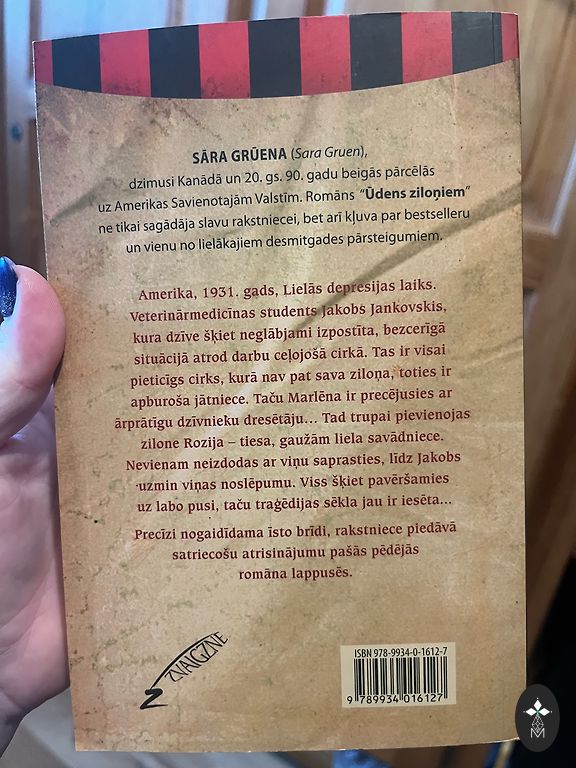 SĀRA GRŪENA (Sara Gruen),
dzimusi Kanādā un 20. gs. 90. gadu beigās pārcēlās
uz Amerikas Savienotajām Valstīm. Romāns "Ūdens ziloņiem"
ne tikai sagādāja slavu rakstniecei, bet arī kļuva par bestselleru
un vienu no lielākajiem desmitgades pārsteigumiem.
Amerika, 1931. gads, Lielās depresijas laiks.
Veterinārmedicīnas students Jakobs Jankovskis,
kura dzīve šķiet neglābjami izpostīta, bezcerīgā
situācijā atrod darbu ceļojošā cirkā. Tas ir visai
pieticīgs cirks, kurā nav pat sava ziloņa, toties ir
apburoša jātniece. Taču Marlēna ir precējusies ar
ārprātīgu dzīvnieku dresētāju... Tad trupai pievienojas
zilone Rozija – tiesa, gaužām liela savādniece.
Nevienam neizdodas ar viņu saprasties, līdz Jakobs
uzmin viņas noslēpumu. Viss šķiet pavēršamies
uz labo pusi, taču traģēdijas sēkla jau ir iesēta...
Precīzi nogaidīdama īsto brīdi, rakstniece piedāvā
satriecošu atrisinājumu pašās pēdējās
romāna lappusēs.
ZVAIGZNE
ISBN 978-9934-0-1612-7
9 789934 016127
M